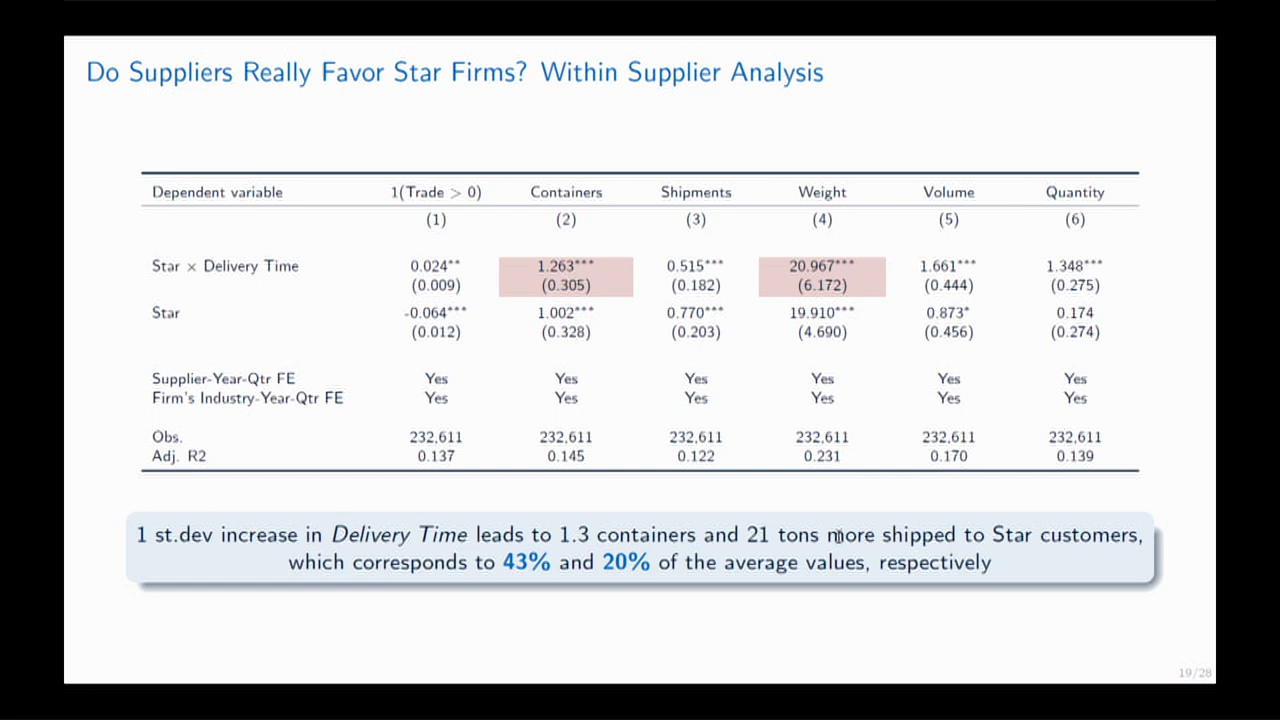 Do Suppliers Really Favor Star Firms? Within Supplier Analysis
Dependent variable 1(Trade > 0) Containers Shipments Weight Volume Quantity
(1) (2) (3) (4) (5) (6)
Star × Delivery Time 0.024** 1.263*** 0.515*** 20.967*** 1.661*** 1.348***
(0.009) (0.305) (0.182) (6.172) (0.444) (0.275)
Star -0.064*** 1.002*** 0.770*** 19.910*** 0.873* 0.174
(0.012) (0.328) (0.203) (4.690) (0.456) (0.274)
Supplier-Year-Qtr FE Yes Yes Yes Yes Yes Yes
Firm's Industry-Year-Qtr FE Yes Yes Yes Yes Yes Yes
Obs. 232,611 232,611 232,611 232,611 232,611 232,611
Adj. R2 0.137 0.145 0.122 0.231 0.170 0.139
1 st.dev increase in Delivery Time leads to 1.3 containers and 21 tons more shipped to Star customers,
which corresponds to 43% and 20% of the average values, respectively
19/28